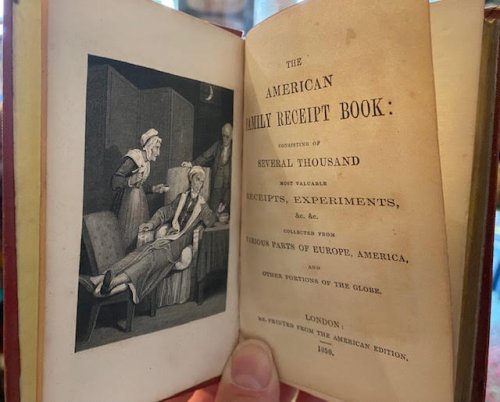 THE
AMERICAN
FAMILY RECEIPT BOOK:
CONSISTING OF
SEVERAL THOUSAND
MOST VALUABLE
RECEIPTS, EXPERIMENTS,
&c. &c.
COLLECTED FROM
VARIOUS PARTS OF EUROPE, AMERICA,
AND
OTHER PORTIONS OF THE GLOBE.
LONDON:
RE-PRINTED FROM THE AMERICAN EDITION,
1850.